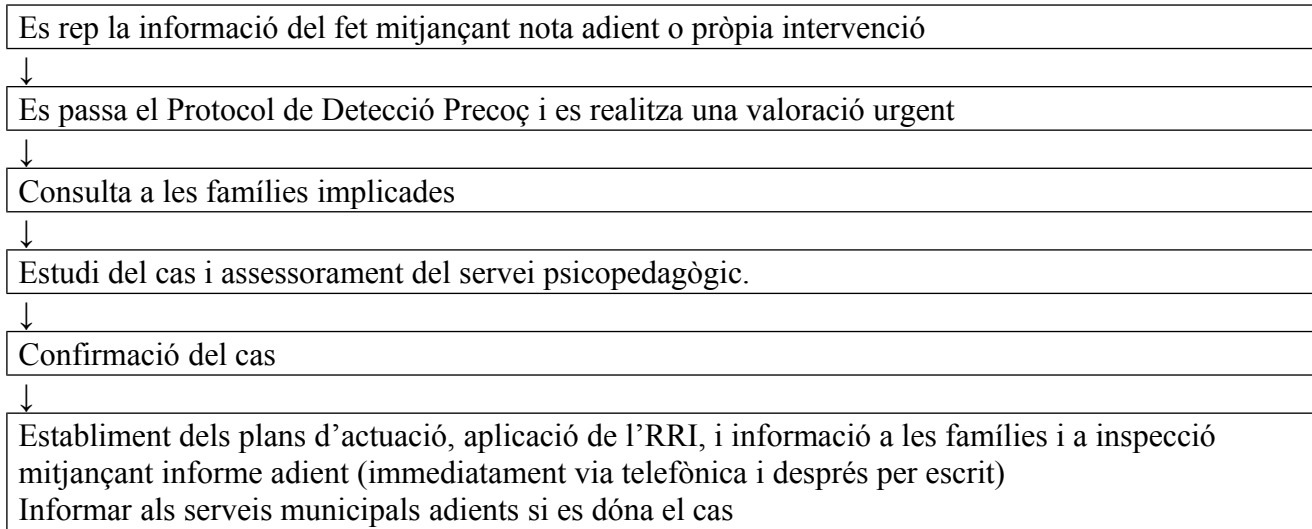 Es rep la informació del fet mitjançant nota adient o pròpia intervenció
↓
Es passa el Protocol de Detecció Precoç i es realitza una valoració urgent
↓
Consulta a les famílies implicades
↓
Estudi del cas i assessorament del servei psicopedagògic.
↓
Confirmació del cas
↓
Establiment dels plans d’actuació, aplicació de l’RRI, i informació a les famílies i a inspecció
mitjançant informe adient (immediatament via telefònica i després per escrit)
Informar als serveis municipals adients si es dóna el cas